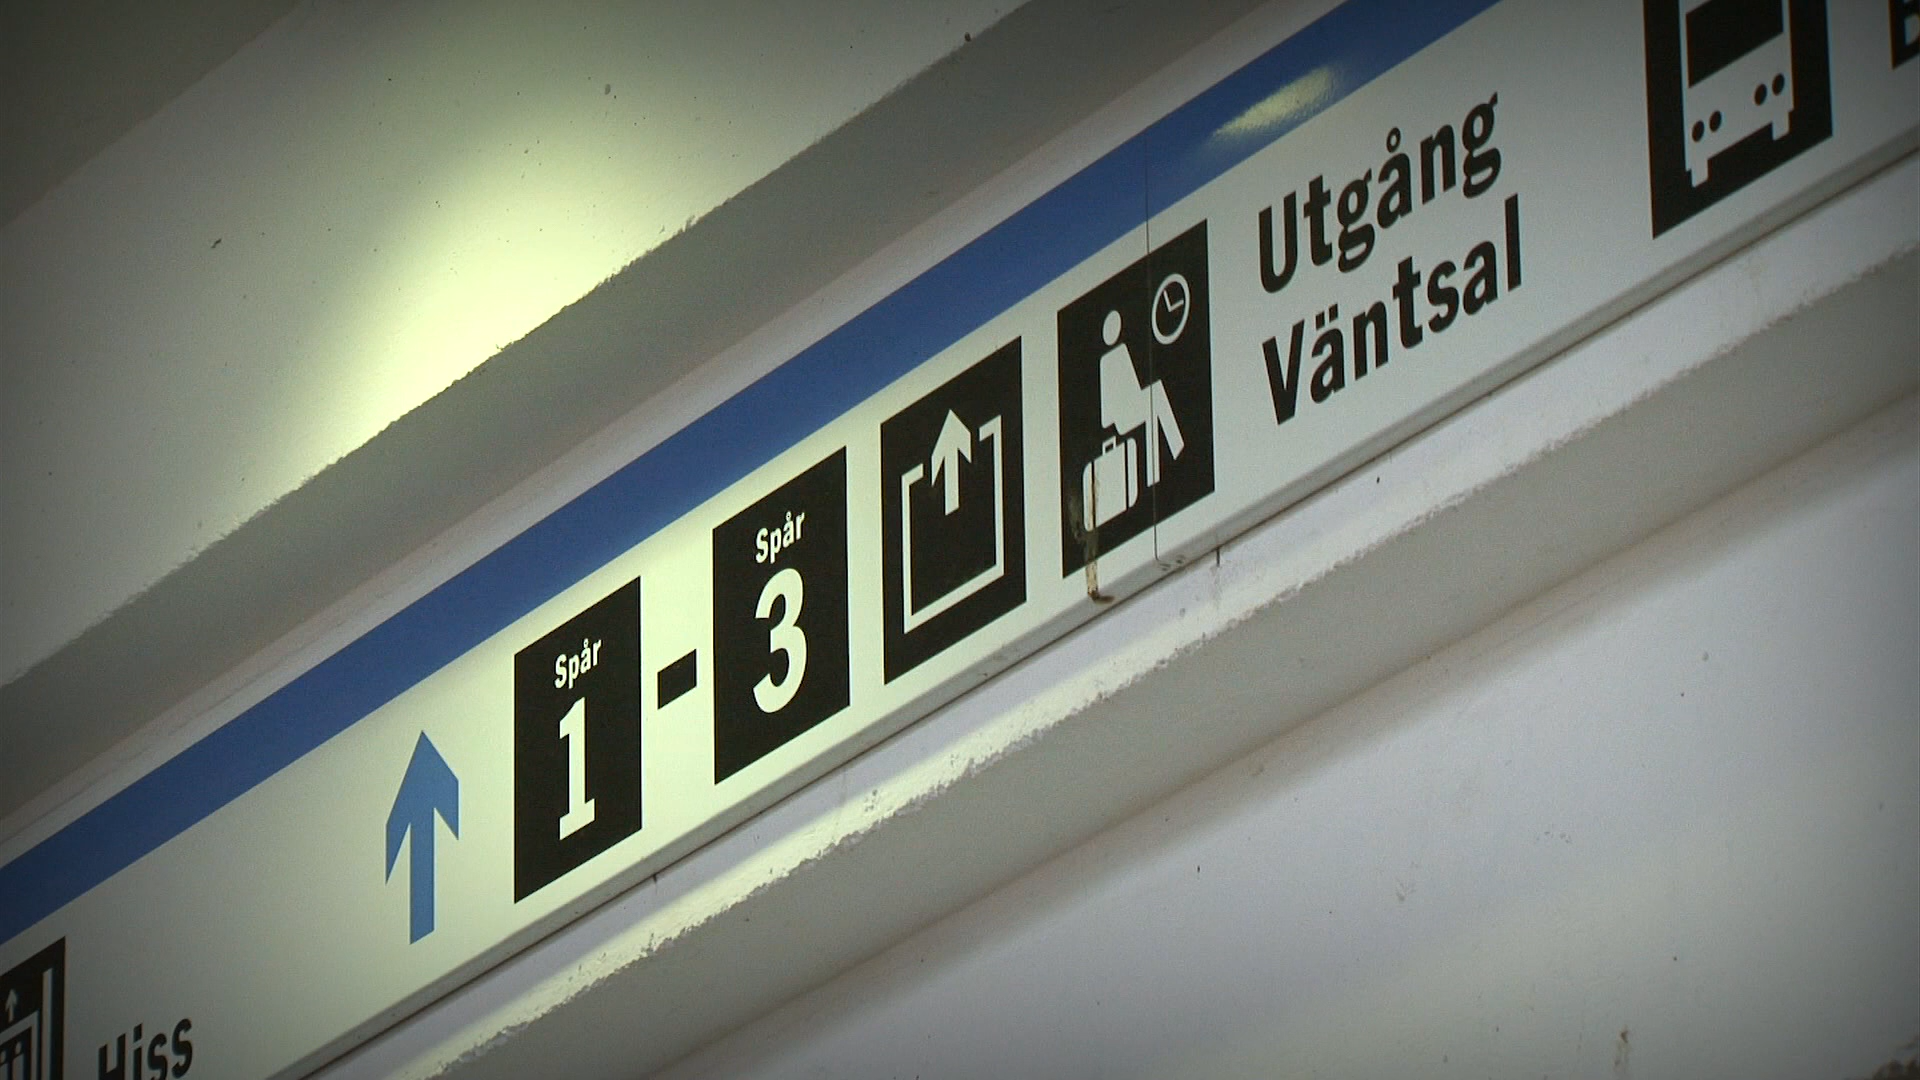 Hiss
Spår
1
-
Spår
3
Utgång
Väntsal